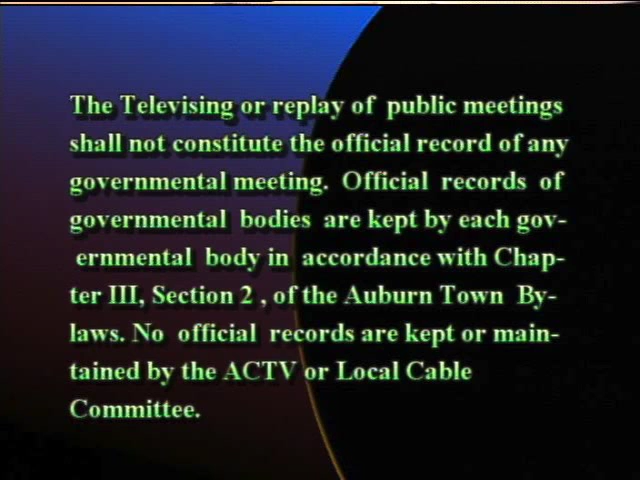 The Televising or replay of public meetings
shall not constitute the official record of any
governmental meeting. Official records of
governmental bodies are kept by each gov-
ernmental body in accordance with Chap-
ter III, Section 2 , of the Auburn Town By-
laws. No official records are kept or main-
tained by the ACTV or Local Cable
Committee.